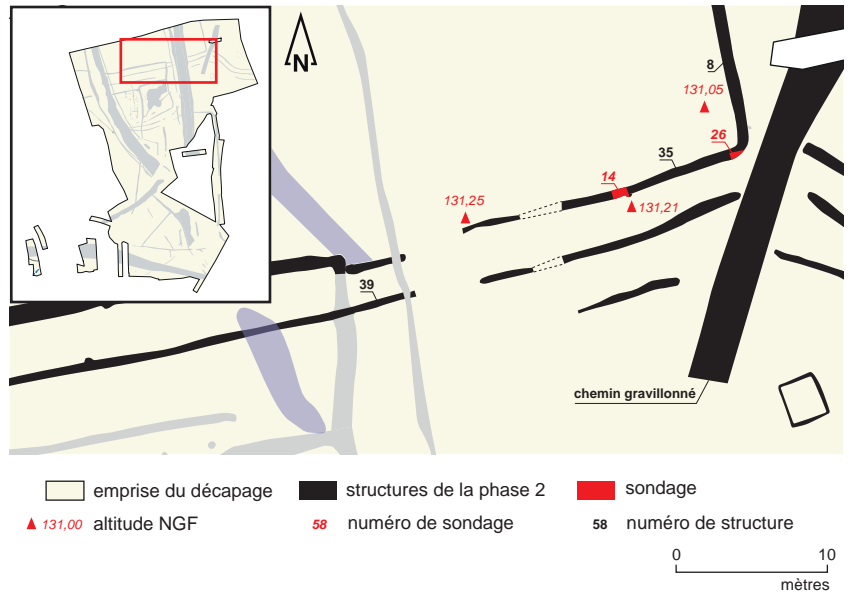 N
8
131,05
26
35
14
131,25
131,21
39
chemin gravillonné
emprise du décapage
structures de la phase 2
sondage
131,00 altitude NGF
58 numéro de sondage
58 numéro de structure
0 10
mètres